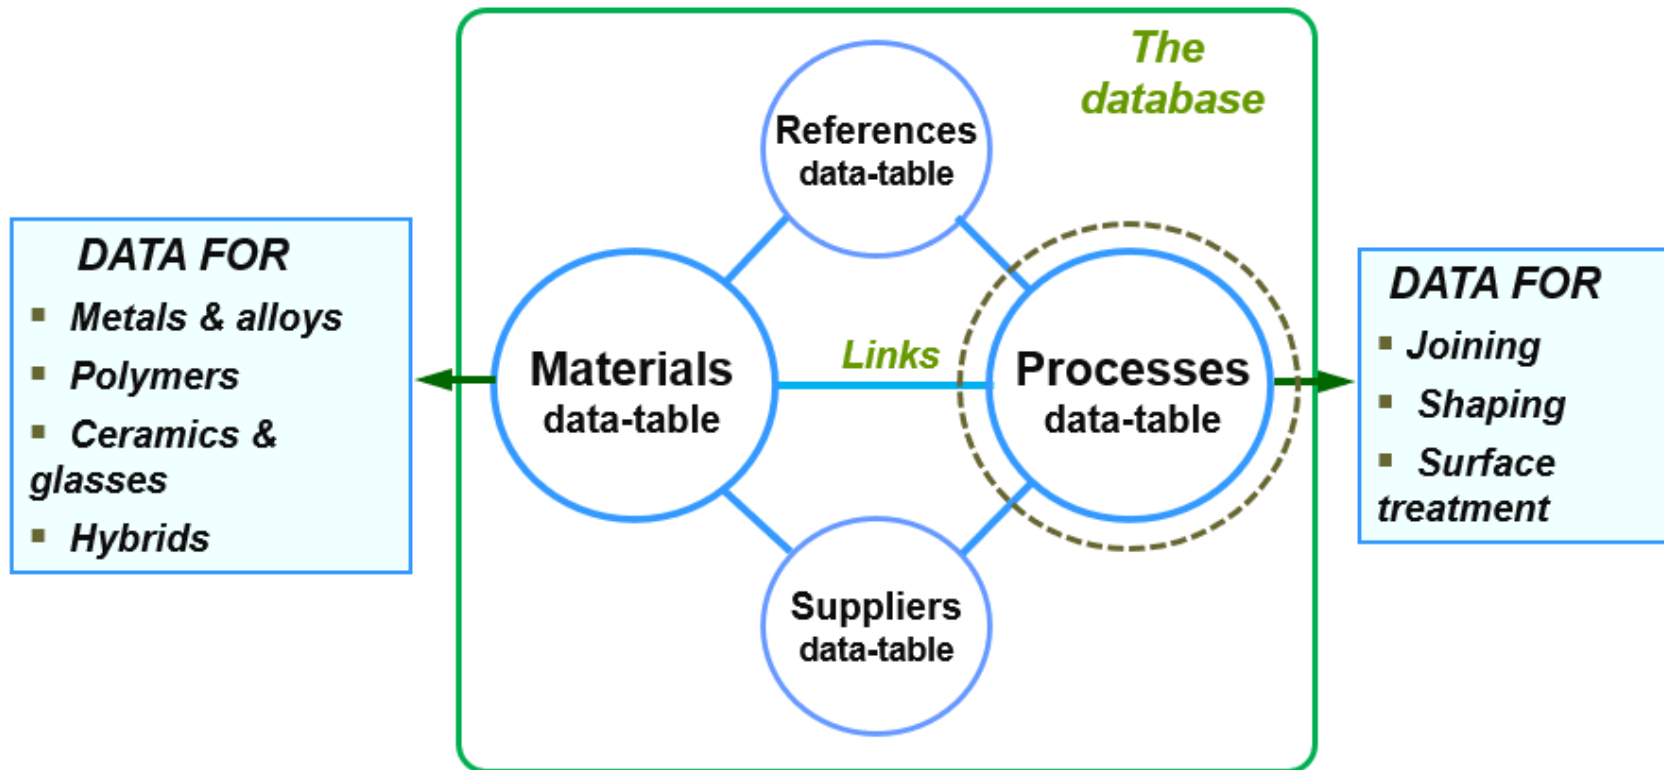 The
database
References
data-table
DATA FOR
▪ Metals & alloys
▪ Polymers
▪ Ceramics &
glasses
▪ Hybrids
Materials
data-table
Links
Processes
data-table
DATA FOR
▪ Joining
▪ Shaping
▪ Surface
treatment
Suppliers
data-table